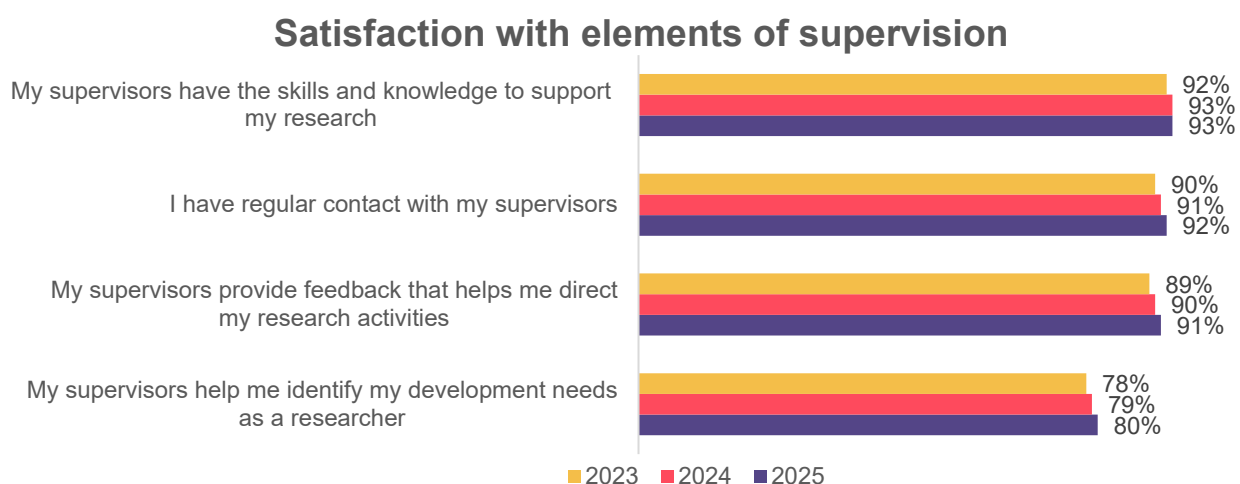 Satisfaction with elements of supervision
My supervisors have the skills and knowledge to support
my research
92%
93%
93%
I have regular contact with my supervisors
90%
91%
92%
My supervisors provide feedback that helps me direct
my research activities
89%
90%
91%
My supervisors help me identify my development needs
as a researcher
78%
79%
80%
2023 2024 2025